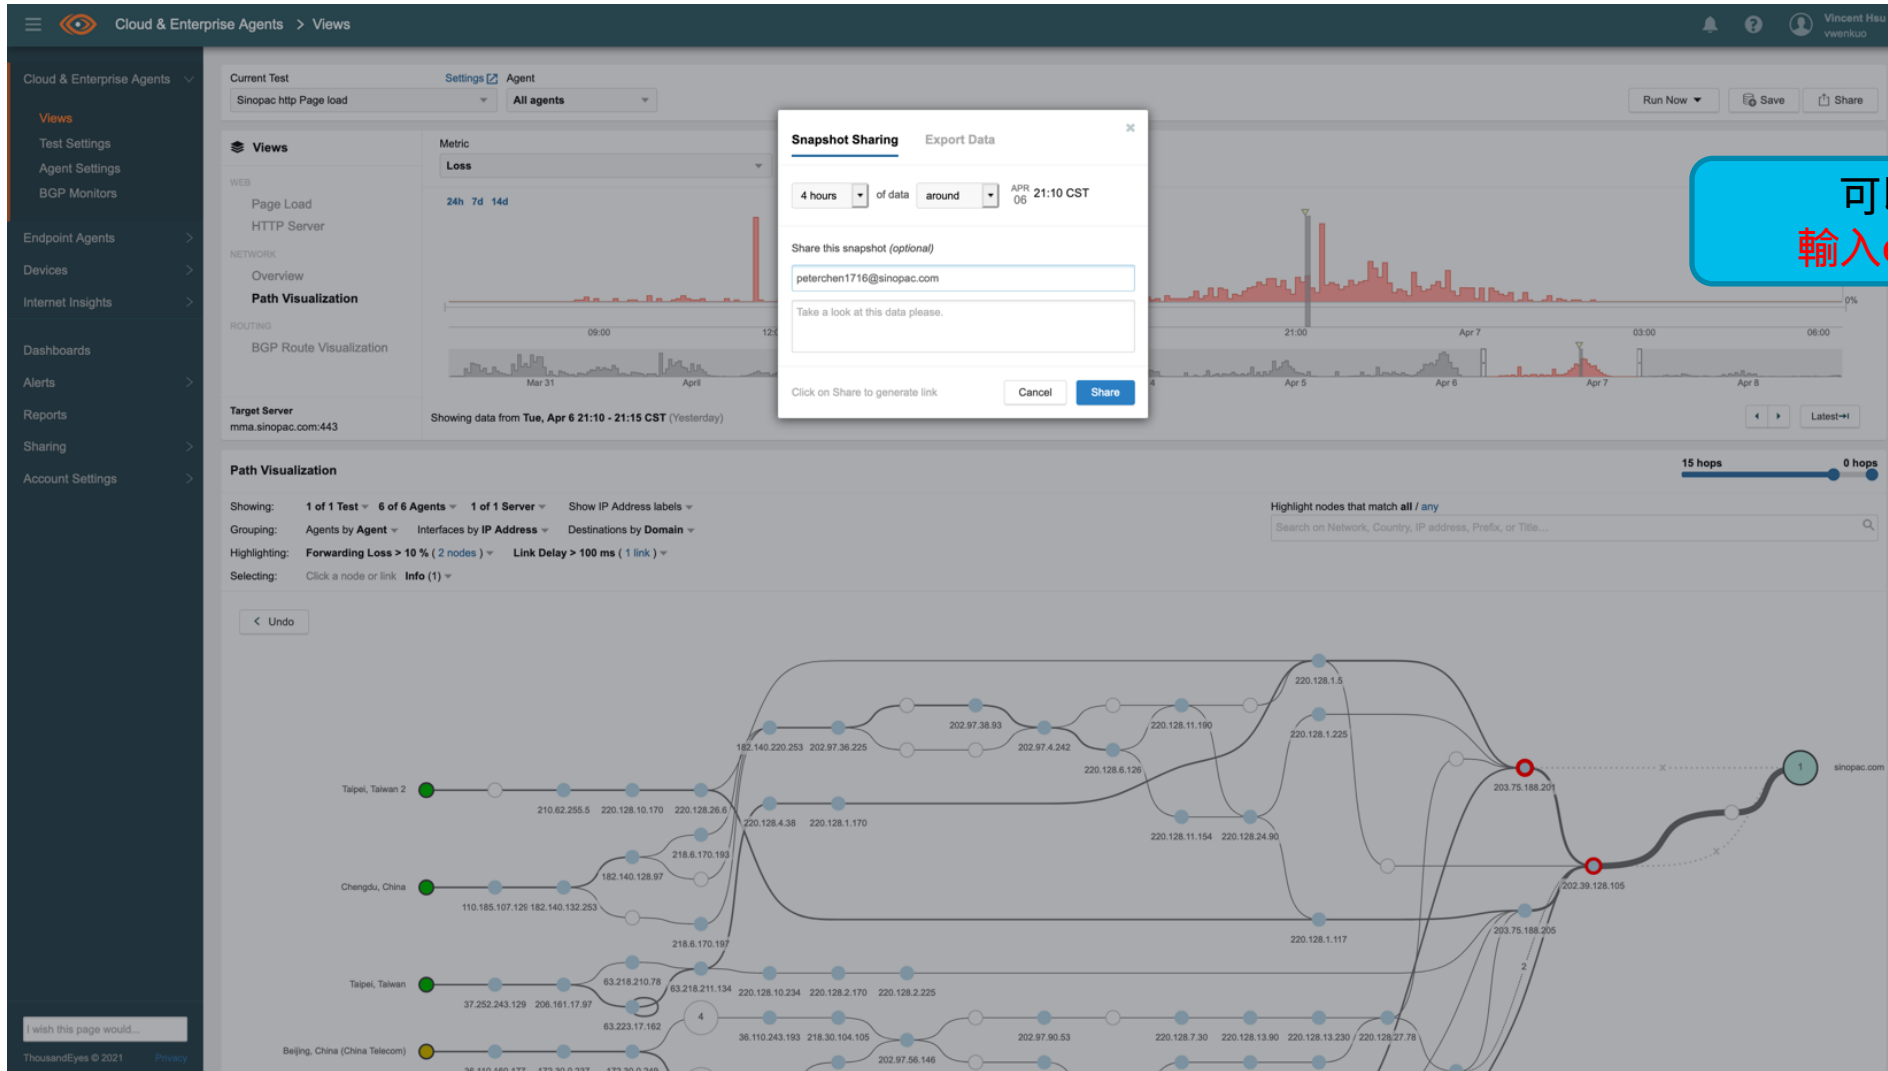 Cloud & Enterprise Agents > Views
Vincent Hsu
vwenkuo
Cloud & Enterprise Agents
Views
Test Settings
Agent Settings
BGP Monitors
Endpoint Agents
Devices
Internet Insights
Dashboards
Alerts
Reports
Sharing
Account Settings
I wish this page would...
ThousandEyes © 2021 Privacy
Current Test Settings Agent
Sinopac http Page load All agents
Run Now Save Share
Views
WEB
Page Load
HTTP Server
NETWORK
Overview
Path Visualization
ROUTING
BGP Route Visualization
Target Server
mma.sinopac.com:443
Metric
Loss
24h 7d 14d
Snapshot Sharing Export Data
4 hours of data around APR 06 21:10 CST
Share this snapshot (optional)
peterchen1716@sinopac.com
Take a look at this data please.
Click on Share to generate link Cancel Share
輸入
0%
09:00 21:00 Apr 7 03:00 06:00
Mar 31 April Apr 5 Apr 6 Apr 7 Apr 8
Showing data from Tue, Apr 6 21:10 - 21:15 CST (Yesterday)
Latest
Path Visualization
15 hops 0 hops
Showing: 1 of 1 Test 6 of 6 Agents 1 of 1 Server Show IP Address labels
Grouping: Agents by Agent Interfaces by IP Address Destinations by Domain
Highlighting: Forwarding Loss > 10 % ( 2 nodes ) Link Delay > 100 ms ( 1 link )
Selecting: Click a node or link Info (1)
Highlight nodes that match all / any
Search on Network, Country, IP address, Prefix, or Title...
Undo
220.128.1.5
202.97.38.93 220.128.11.190
220.128.1.225
182.140.220.253 202.97.36.225 202.97.4.242
220.128.6.126
1 sinopac.com
Taipei, Taiwan 2
203.75.188.201
210.62.255.5 220.128.10.170 220.128.26.6
220.128.4.38 220.128.1.170
220.128.11.154 220.128.24.90
218.6.170.193
182.140.128.97
Chengdu, China
202.39.128.105
110.185.107.129 182.140.132.253
203.75.188.205
218.6.170.197
220.128.1.117
2
Taipei, Taiwan
63.218.210.78 63.218.211.134 220.128.10.234 220.128.2.170 220.128.2.225
37.252.243.129 206.161.17.97
63.223.17.162
4
36.110.243.193 218.30.104.105 202.97.90.53 220.128.7.30 220.128.13.90 220.128.13.230 220.128.27.78
Beijing, China (China Telecom)
202.97.56.146